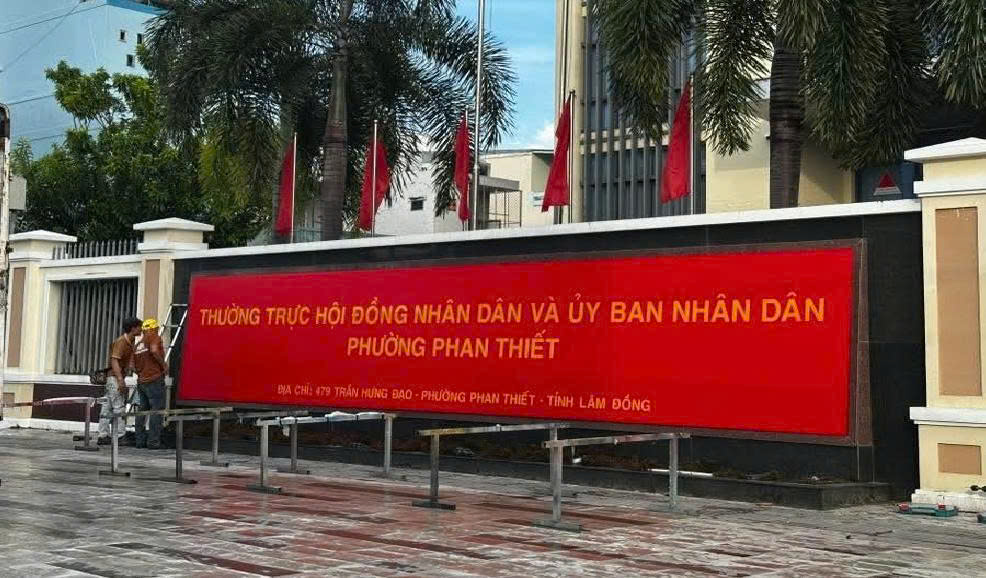 THƯỜNG TRỰC HỘI ĐỒNG NHÂN DÂN VÀ ỦY BAN NHÂN DÂN
PHƯỜNG PHAN THIẾT
ĐỊA CHỈ: 479 TRẦN HƯNG ĐẠO - PHƯỜNG PHAN THIẾT - TỈNH LÂM ĐỒNG